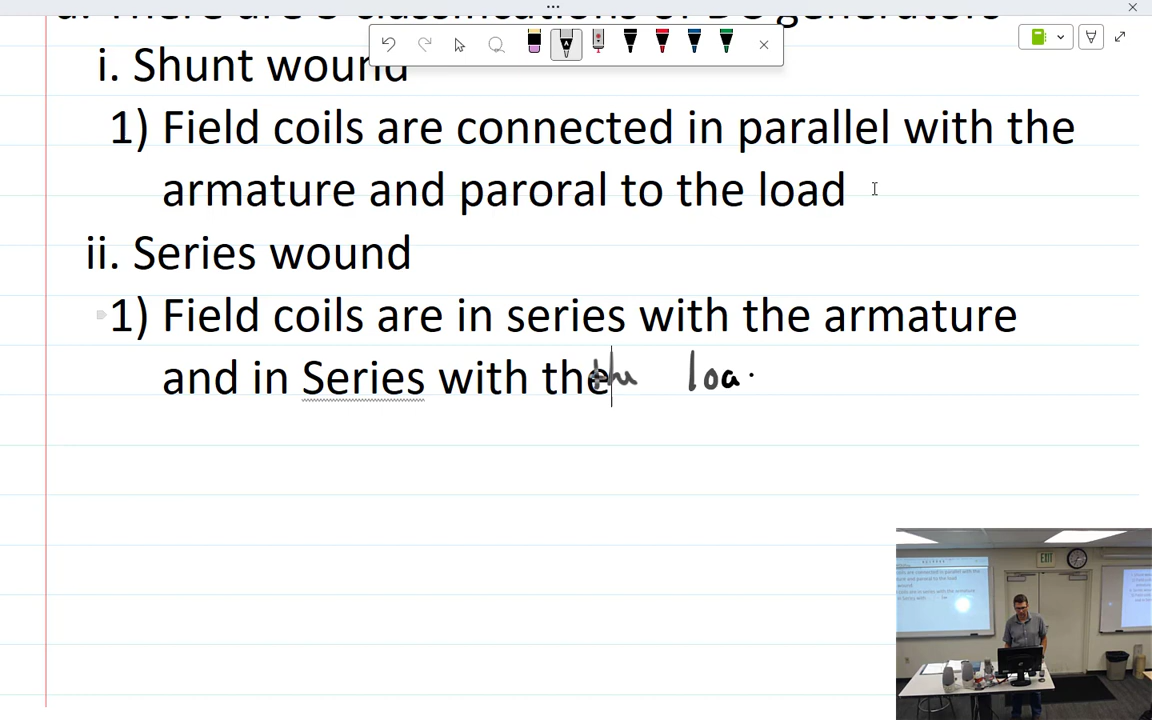 a. There are 3 classifications of DC generators
i. Shunt wound
1) Field coils are connected in parallel with the
armature and paroral to the load
ii. Series wound
1) Field coils are in series with the armature
and in Series with the the loa
EXIT